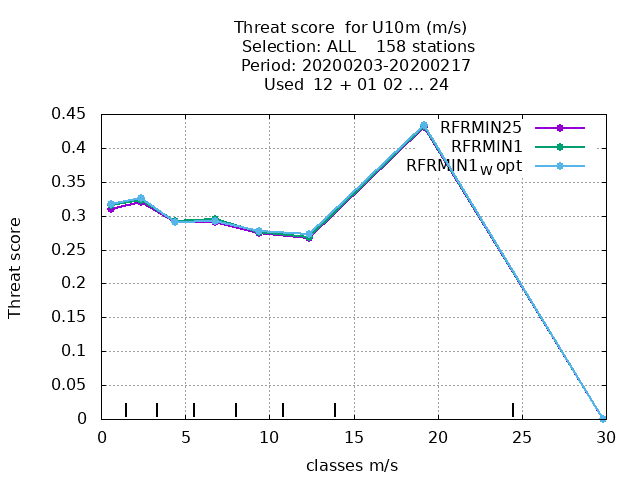 Threat score for U10m (m/s)
Selection: ALL 158 stations
Period: 20200203-20200217
Used 12 + 01 02 ... 24
RFRMIN25
RFRMIN1
RFRMIN1W opt
Threat score
0.45
0.4
0.35
0.3
0.25
0.2
0.15
0.1
0.05
0
0 5 10 15 20 25 30
classes m/s